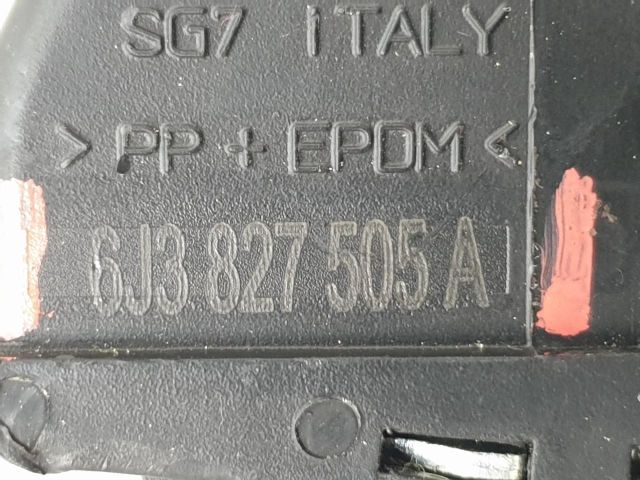 SG7 ITALY
> PP + EPDM <
6J3 827 505 A